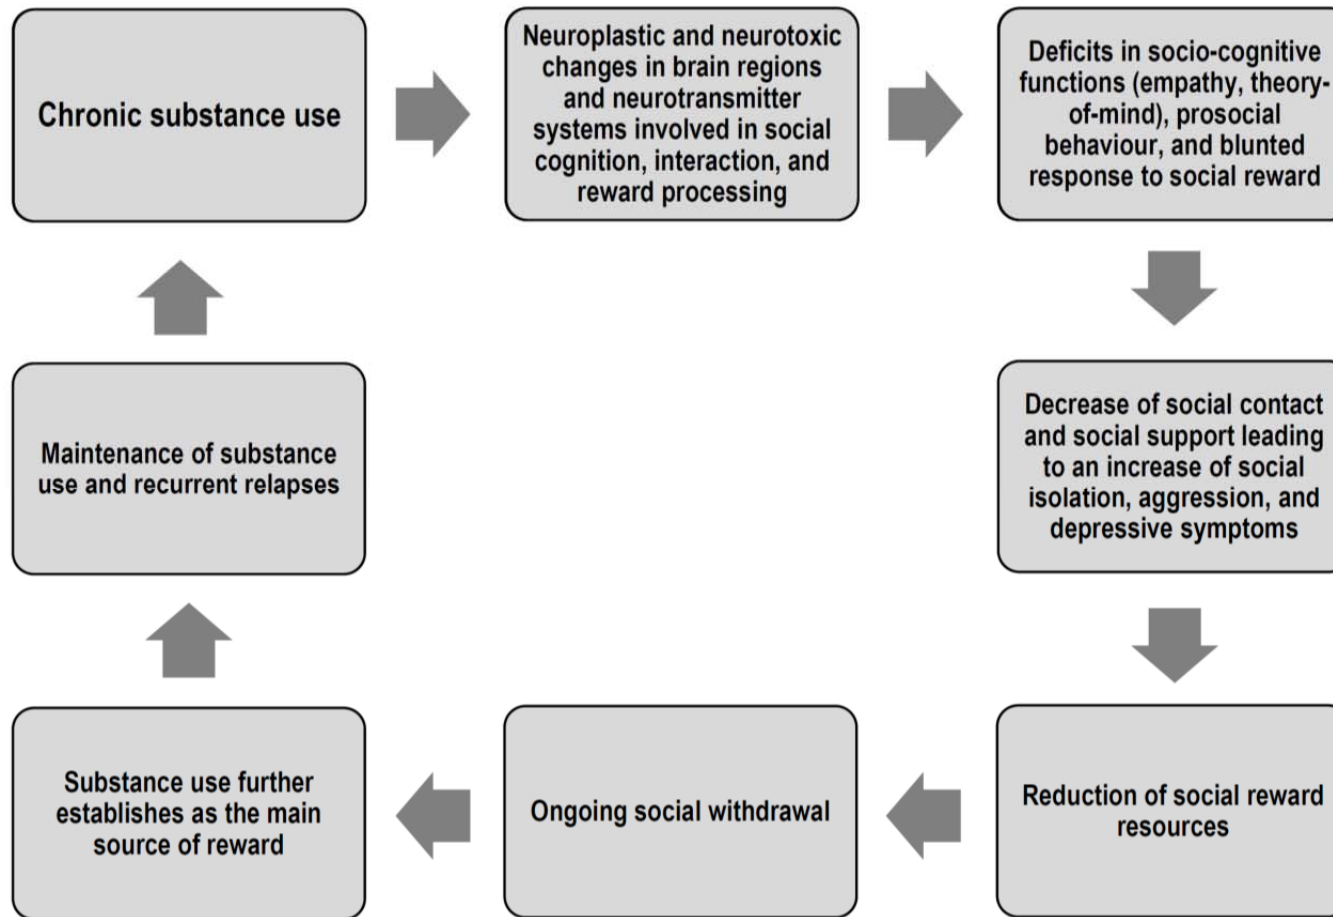 Chronic substance use
Neuroplastic and neurotoxic
changes in brain regions
and neurotransmitter
systems involved in social
cognition, interaction, and
reward processing
Deficits in socio-cognitive
functions (empathy, theory-
of-mind), prosocial
behaviour, and blunted
response to social reward
Decrease of social contact
and social support leading
to an increase of social
isolation, aggression, and
depressive symptoms
Reduction of social reward
resources
Ongoing social withdrawal
Substance use further
establishes as the main
source of reward
Maintenance of substance
use and recurrent relapses